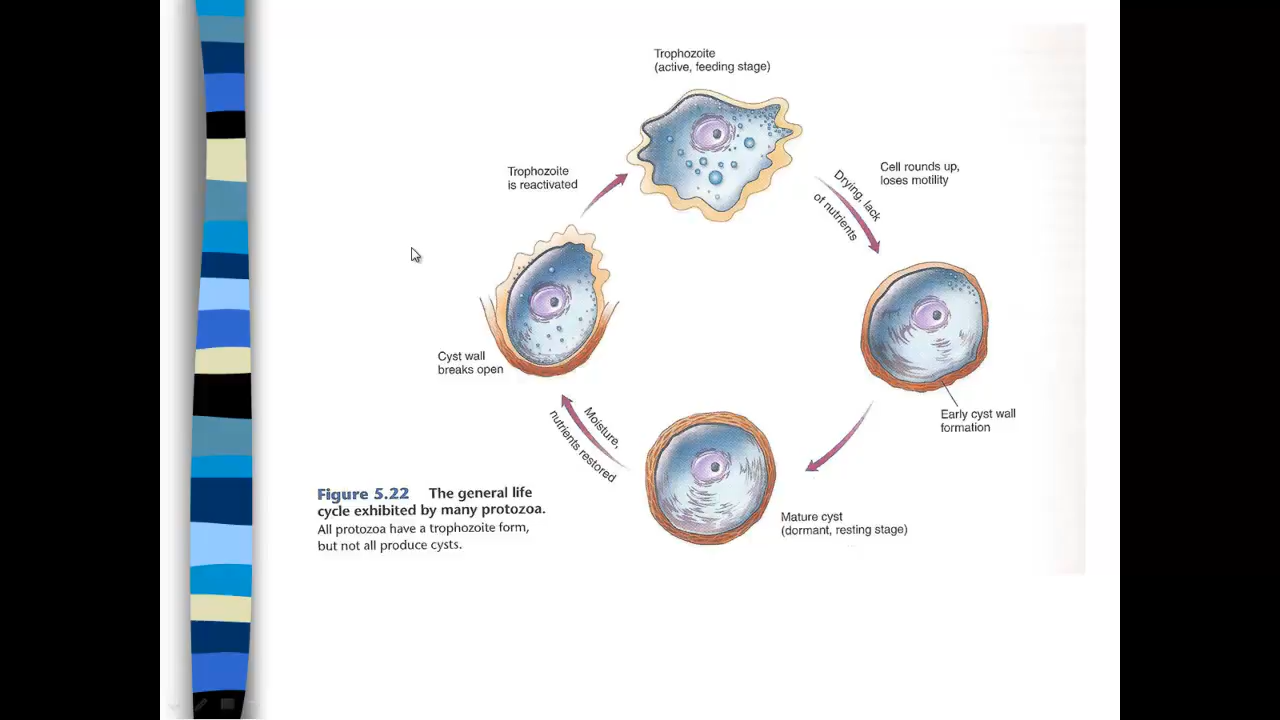 Trophozoite
(active, feeding stage)
Trophozoite
is reactivated
Drying, lack
of nutrients
Cell rounds up,
loses motility
Cyst wall
breaks open
Early cyst wall
formation
Moisture,
nutrients restored
Mature cyst
(dormant, resting stage)
Figure 5.22 The general life
cycle exhibited by many protozoa.
All protozoa have a trophozoite form,
but not all produce cysts.